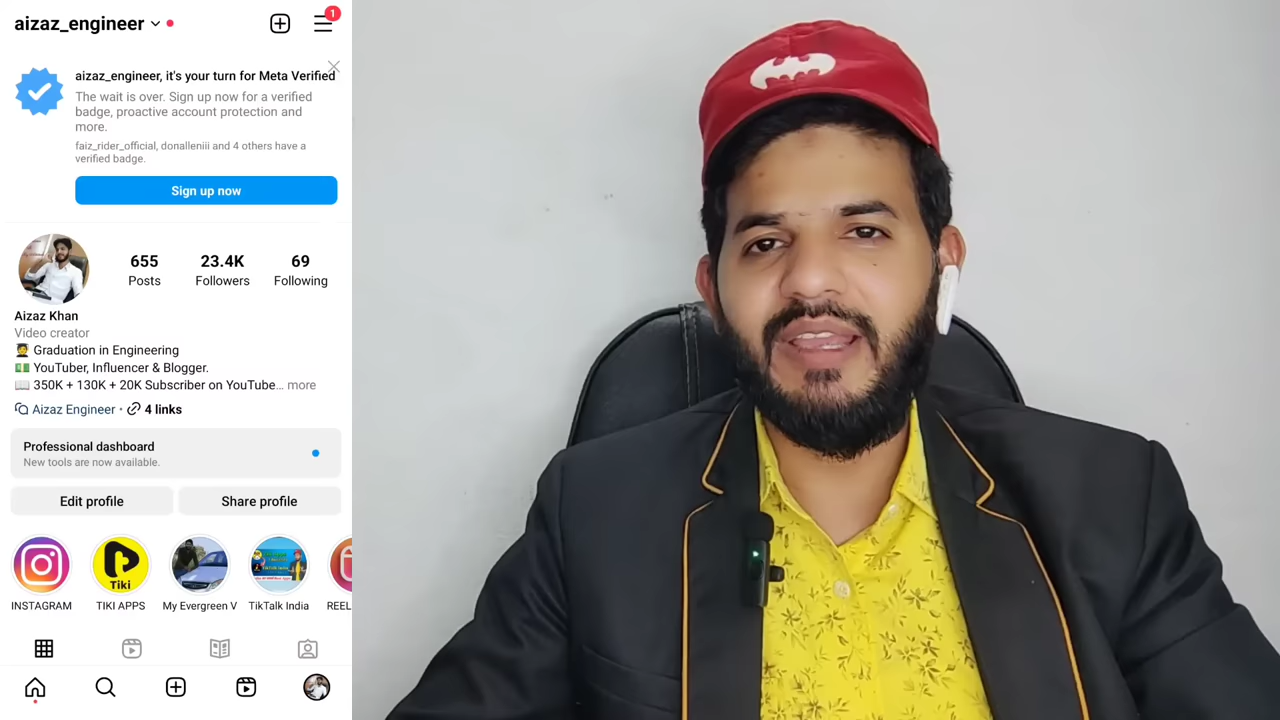 aizaz_engineer
1
aizaz_engineer, it's your turn for Meta Verified
The wait is over. Sign up now for a verified
badge, proactive account protection and
more.
faiz_rider_official, donalleniii and 4 others have a
verified badge.
Sign up now
655 23.4K 69
Posts Followers Following
Aizaz Khan
Video creator
Graduation in Engineering
YouTuber, Influencer & Blogger.
350K + 130K + 20K Subscriber on YouTube... more
Aizaz Engineer • 4 links
Professional dashboard
New tools are now available.
Edit profile Share profile
Tiki
INSTAGRAM TIKI APPS My Evergreen V TikTalk India REEL